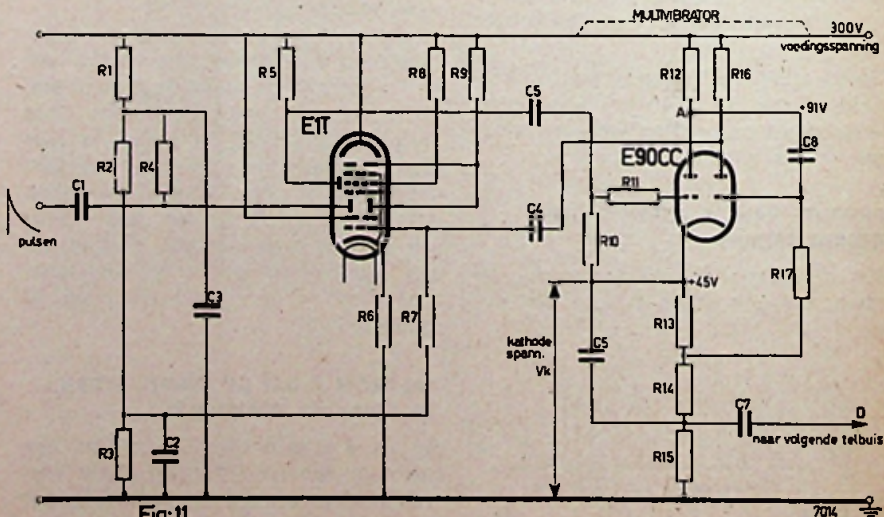 MULTIVIBRATOR
300V
voedingsspanning
R1
R5
R8
R9
R12
R16
C5
A
+91V
E1T
E90CC
C8
R2
R4
R11
C1
C4
pulsen
R10
+45V
R17
C3
R6
R7
R13
kathode
spann.
Vk
C5
R14
C7
D
naar volgende telbuis
R3
C2
R15
Fig:11
7014